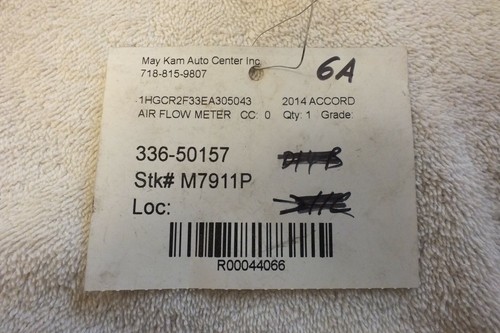 May Kam Auto Center Inc.
718-815-9807
6A
1HGCR2F33EA305043 2014 ACCORD
AIR FLOW METER CC: 0 Qty: 1 Grade:
336-50157
Stk# M7911P
Loc:
R00044066